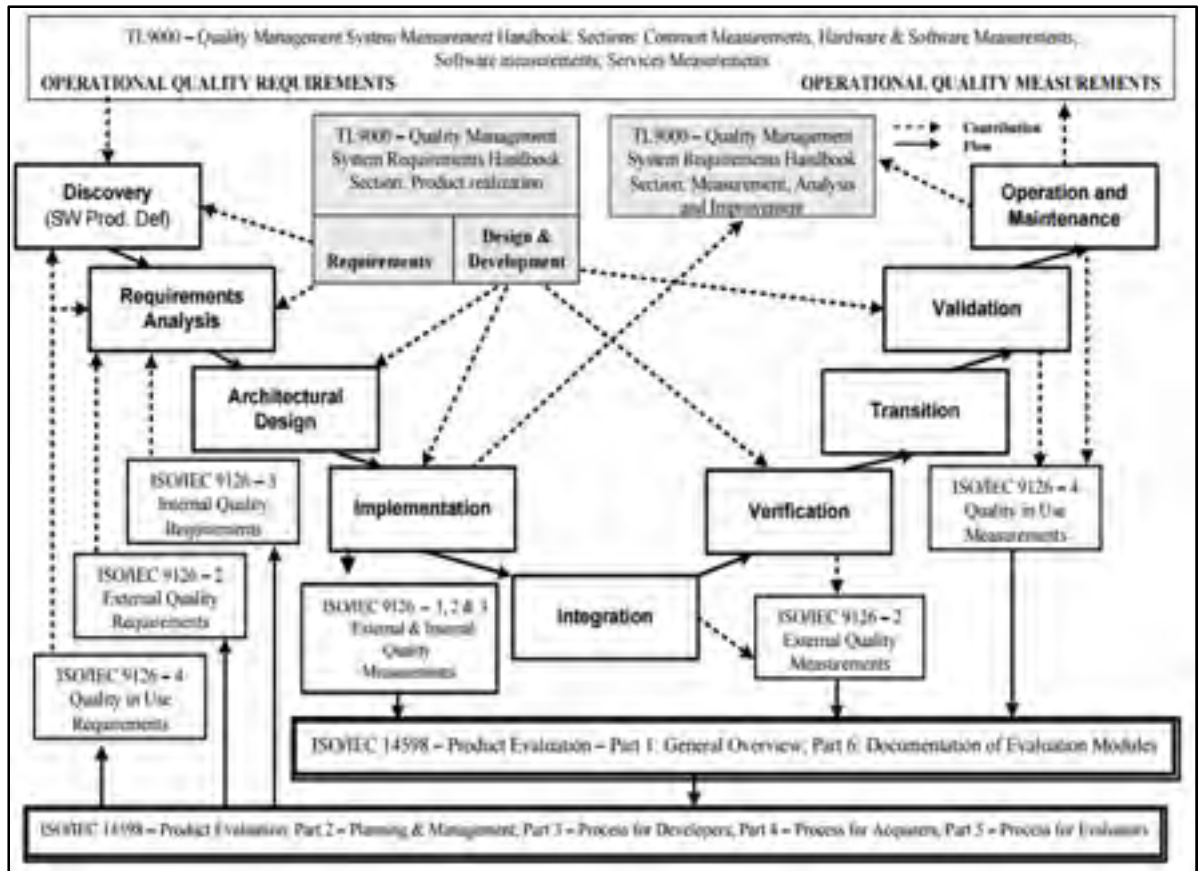 TL9000 – Quality Management System Measurement Handbook: Sections: Common Measurements, Hardware & Software Measurements,
Software measurements, Services Measurements
OPERATIONAL QUALITY REQUIREMENTS
OPERATIONAL QUALITY MEASUREMENTS
TL9000 – Quality Management
System Requirements Handbook
Section: Product realization
TL9000 – Quality Management
System Requirements Handbook
Section: Measurement, Analysis
and Improvement
Contribution
Flow
Discovery
(SW Prod. Def)
Operation and
Maintenance
Requirements
Design &
Development
Requirements
Analysis
Validation
Architectural
Design
Transition
ISO/IEC 9126 – 3
Internal Quality
Requirements
Implementation
Verification
ISO/IEC 9126 – 4
Quality in Use
Measurements
ISO/IEC 9126 – 2
External Quality
Requirements
ISO/IEC 9126 – 1, 2 & 3
External & Internal
Quality
Measurements
Integration
ISO/IEC 9126 – 2
External Quality
Measurements
ISO/IEC 9126 – 4
Quality in Use
Requirements
ISO/IEC 14598 – Product Evaluation – Part 1: General Overview; Part 6: Documentation of Evaluation Modules
ISO/IEC 14598 – Product Evaluation: Part 2 – Planning & Management, Part 3 – Process for Developers, Part 4 – Process for Acquirers, Part 5 – Process for Evaluators